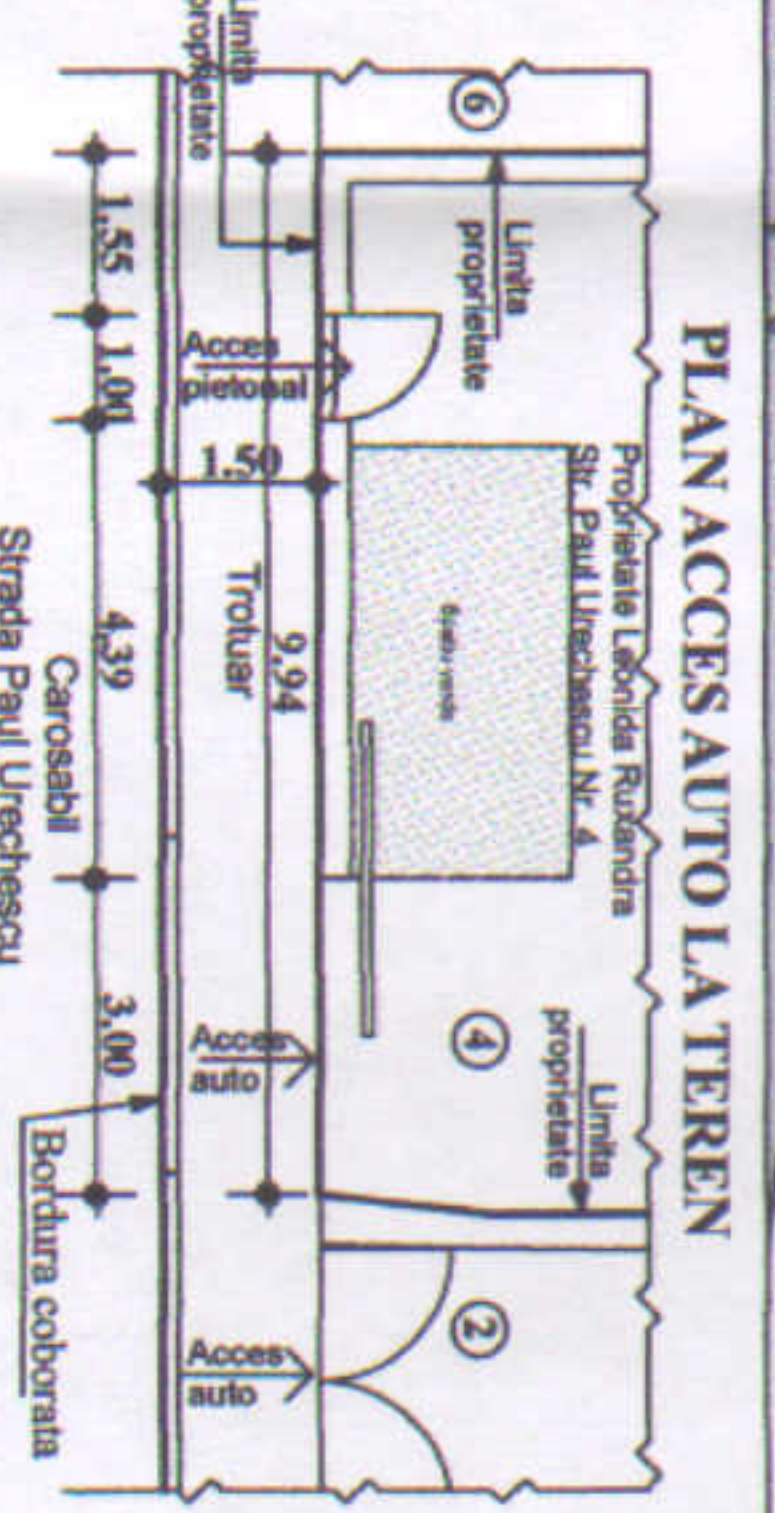 PLAN ACCES AUTO LA TEREN
Proprietate Leonida Ruxandra
Str. Paul Urechescu Nr. 4
6
Limita
proprietate
Limita
proprietate
4
Limita
proprietate
2
Spatiu verde
Acces
pietonal
1.50
9,94
Trotuar
Acces
auto
Acces
auto
1,55
1,00
4,39
3,00
Carosabil
Strada Paul Urechescu
Bordura coborata